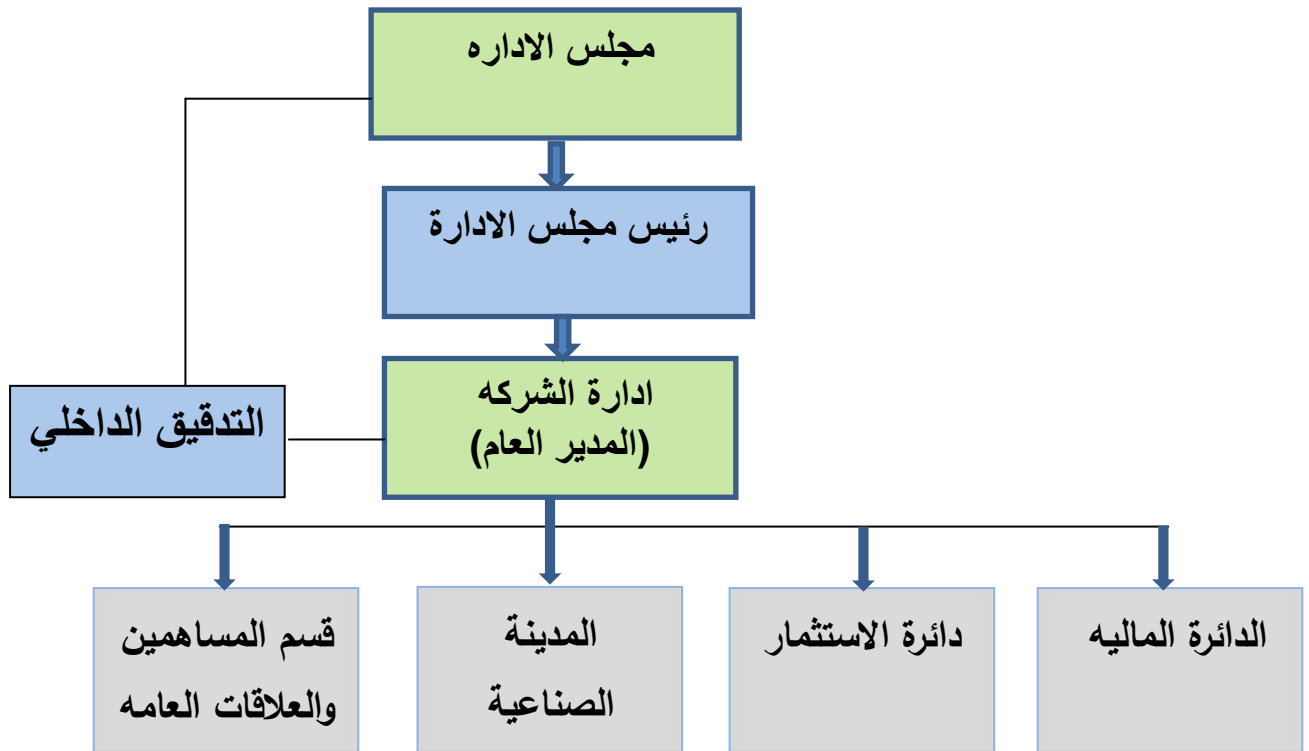 مجلس الاداره
رئيس مجلس الادارة
ادارة الشركه
(المدير العام)
التدقيق الداخلي
الدائرة الماليه
دائرة الاستثمار
المدينة
الصناعية
قسم المساهمين
والعلاقات العامه